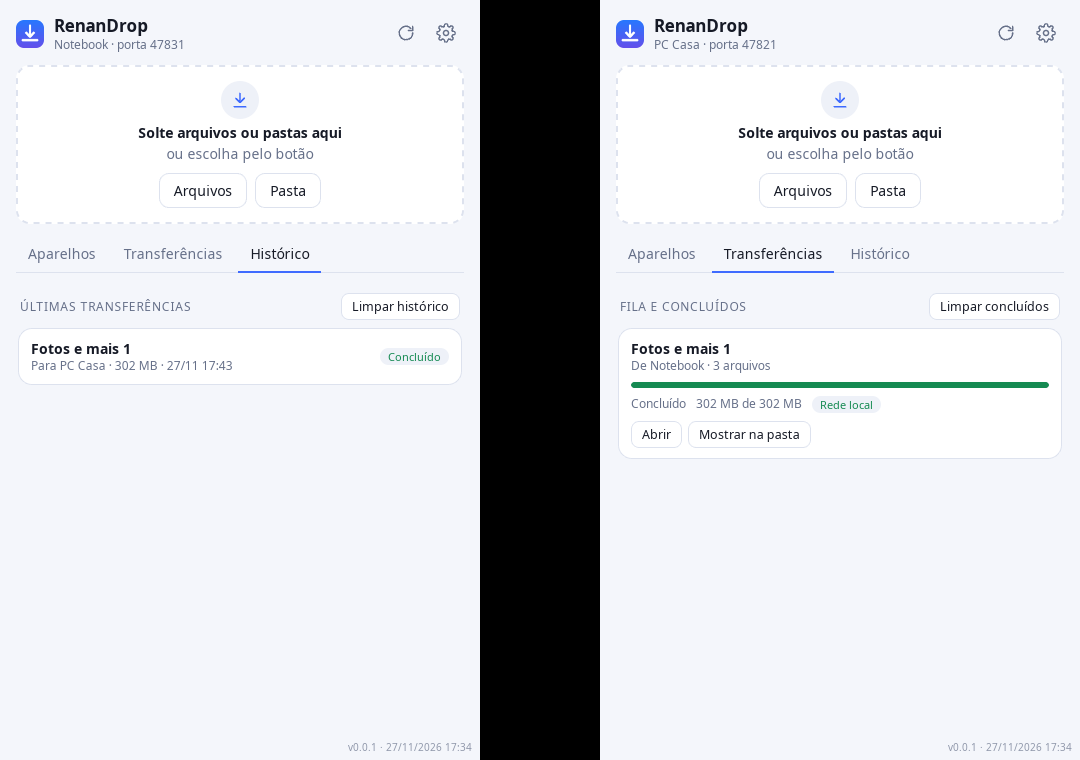 RenanDrop
Notebook · porta 47831
Solte arquivos ou pastas aqui
ou escolha pelo botão
Arquivos
Pasta
Aparelhos
Transferências
Histórico
ÚLTIMAS TRANSFERÊNCIAS
Limpar histórico
Fotos e mais 1
Para PC Casa · 302 MB · 27/11 17:43
Concluído
v0.0.1 · 27/11/2026 17:34
RenanDrop
PC Casa · porta 47821
Solte arquivos ou pastas aqui
ou escolha pelo botão
Arquivos
Pasta
Aparelhos
Transferências
Histórico
FILA E CONCLUÍDOS
Limpar concluídos
Fotos e mais 1
De Notebook · 3 arquivos
Concluído
302 MB de 302 MB
Rede local
Abrir
Mostrar na pasta
v0.0.1 · 27/11/2026 17:34